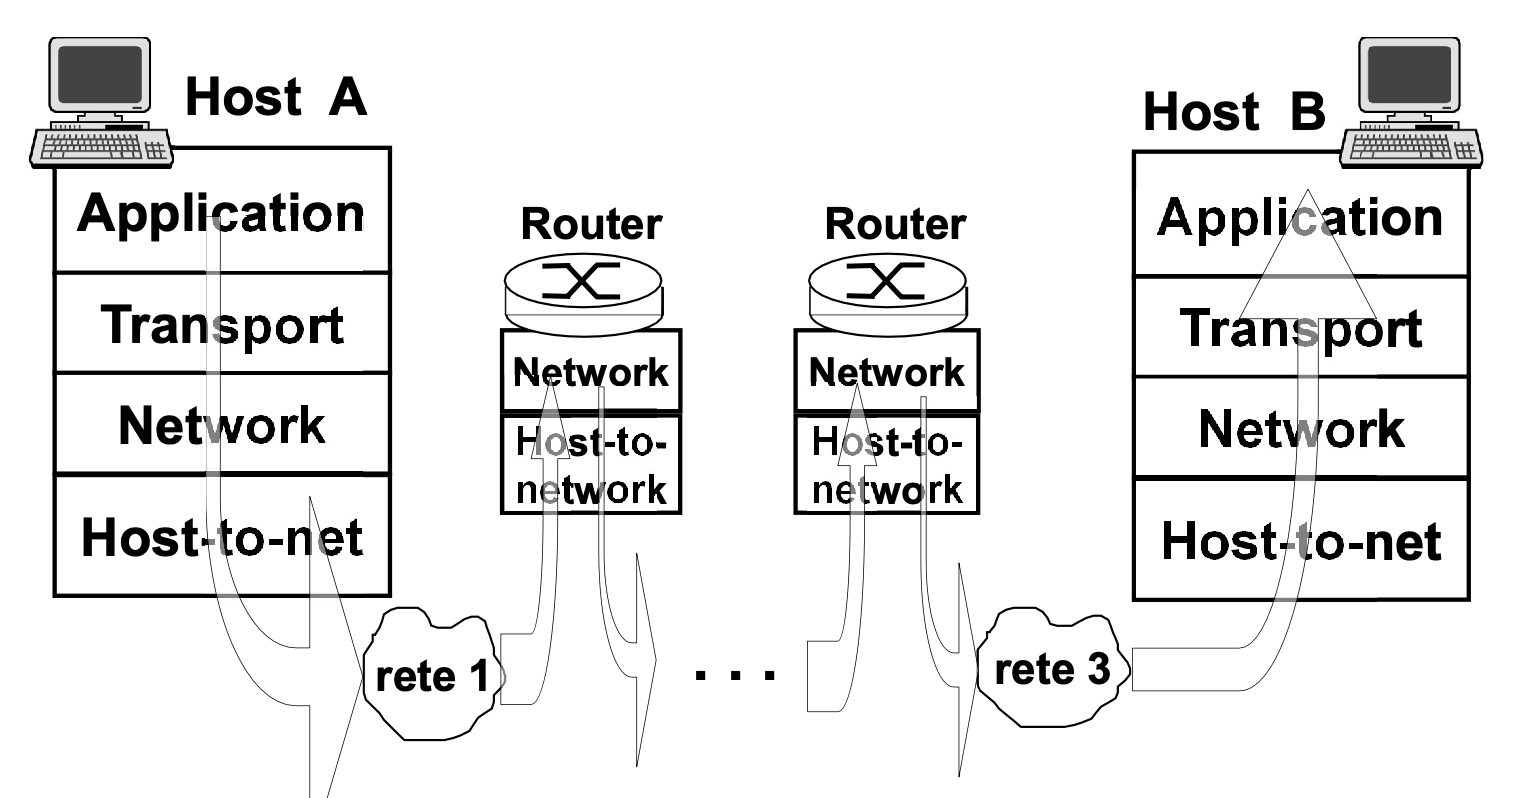 Host A
Application
Transport
Network
Host-to-net
rete 1
Router
Network
Host-to-
network
. . .
Router
Network
Host-to-
network
rete 3
Host B
Application
Transport
Network
Host-to-net